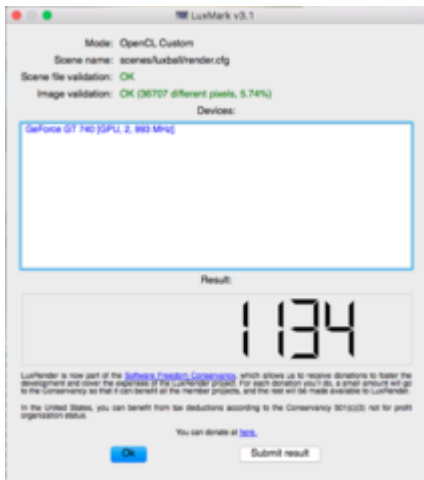 LuxMark v3.1
Mode: OpenCL Custom
Scene name: scenes/luxball/render.cfg
Scene file validation: OK
Image validation: OK (36707 different pixels, 5.74%)
Devices:
GeForce GT 740 [GPU, 2, 993 MHz]
Result:
1134
LuxRender is now part of the Software Freedom Conservancy, which allows us to receive donations to foster the
development and cover the expenses of the LuxRender project. For each donation you'll do, a small amount will go
to the Conservancy so that it can benefit all the member projects, and the rest will be made available to LuxRender.
In the United States, you can benefit from tax deductions according to the Conservancy 501(c)(3) not for profit
organization status.
You can donate at here.
Ok
Submit result